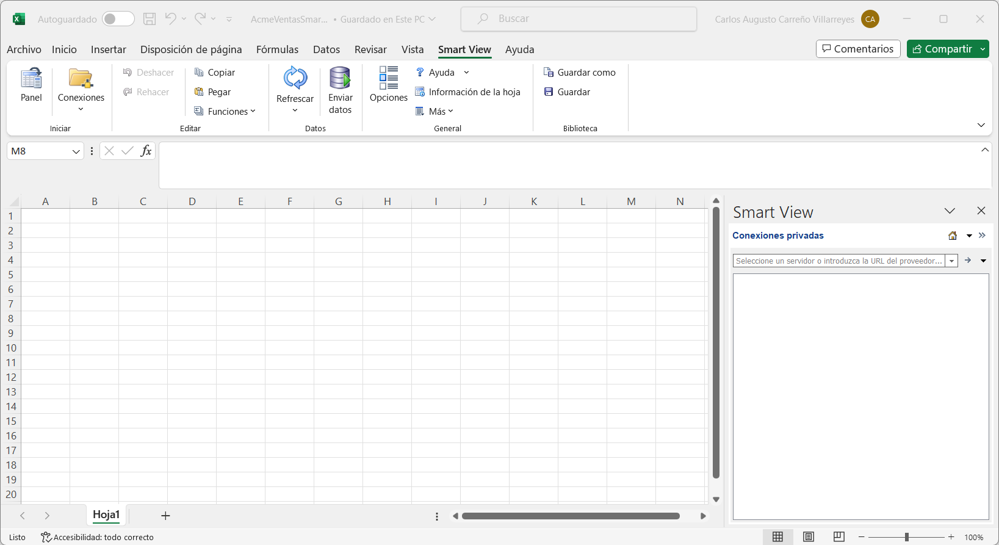 Autoguardado
AcmeVentasSmar... • Guardado en Este PC
Buscar
Carlos Augusto Carreño Villarreyes
CA
Archivo Inicio Insertar Disposición de página Fórmulas Datos Revisar Vista Smart View Ayuda
Comentarios
Compartir
Panel
Conexiones
Iniciar
Deshacer
Rehacer
Copiar
Pegar
Funciones
Editar
Refrescar
Enviar
datos
Datos
Opciones
Ayuda
Información de la hoja
Más
General
Guardar como
Guardar
Biblioteca
M8
fx
A B C D E F G H I J K L M N
1
2
3
4
5
6
7
8
9
10
11
12
13
14
15
16
17
18
19
20
Smart View
Conexiones privadas
Seleccione un servidor o introduzca la URL del proveedor...
Hoja1
Listo
Accesibilidad: todo correcto
100%